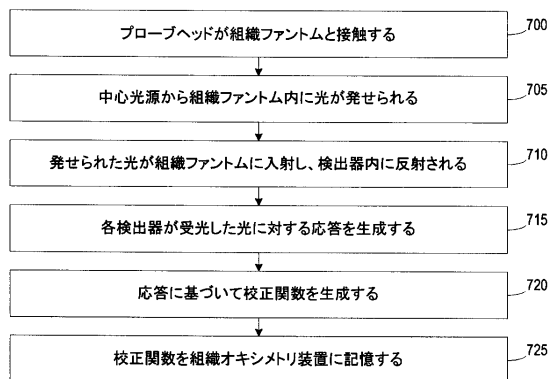 プローブヘッドが組織ファントムと接触する
700
中心光源から組織ファントム内に光が発せられる
705
発せられた光が組織ファントムに入射し、検出器内に反射される
710
各検出器が受光した光に対する応答を生成する
715
応答に基づいて校正関数を生成する
720
校正関数を組織オキシメトリ装置に記憶する
725